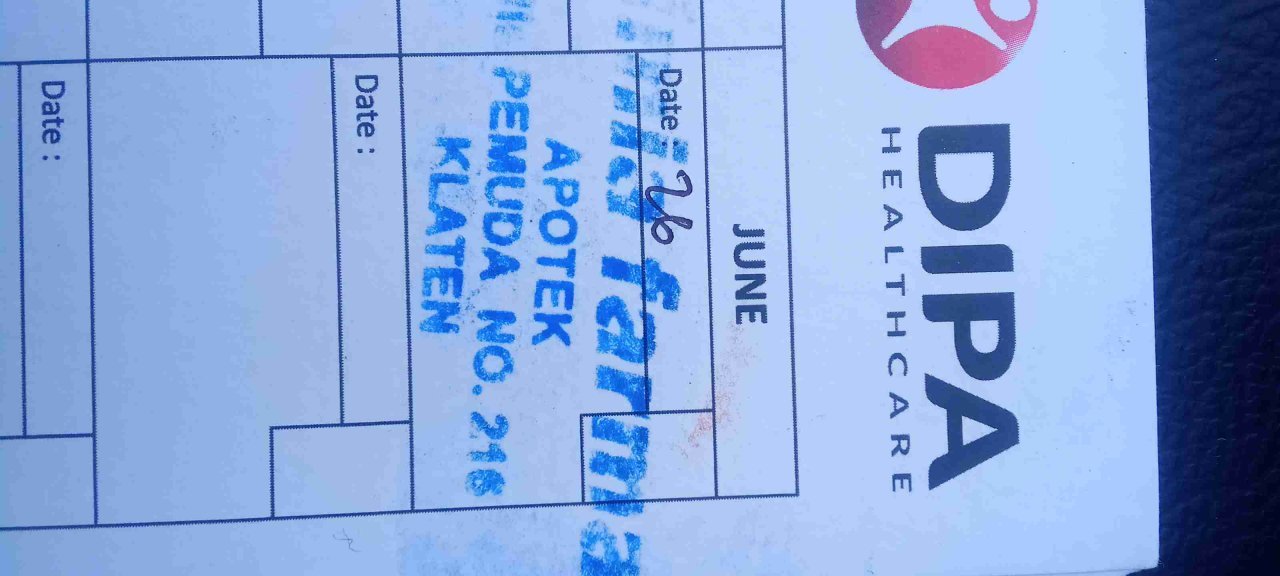 DIPA
HEALTHCARE
JUNE
Date : 26
farma
APOTEK
PEMUDA NO. 216
KLATEN
Date :
Date :